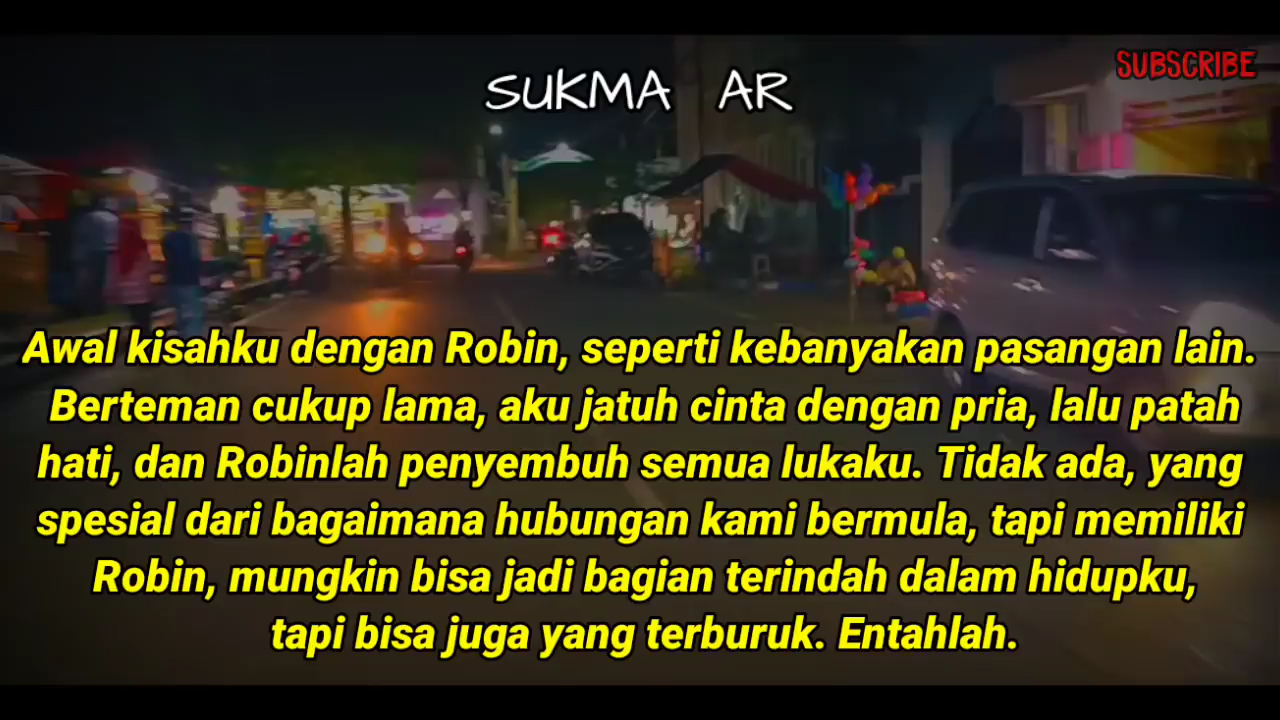 SUBSCRIBE
SUKMA AR
Awal kisahku dengan Robin, seperti kebanyakan pasangan lain.
Berteman cukup lama, aku jatuh cinta dengan pria, lalu patah
hati, dan Robinlah penyembuh semua lukaku. Tidak ada, yang
spesial dari bagaimana hubungan kami bermula, tapi memiliki
Robin, mungkin bisa jadi bagian terindah dalam hidupku,
tapi bisa juga yang terburuk. Entahlah.